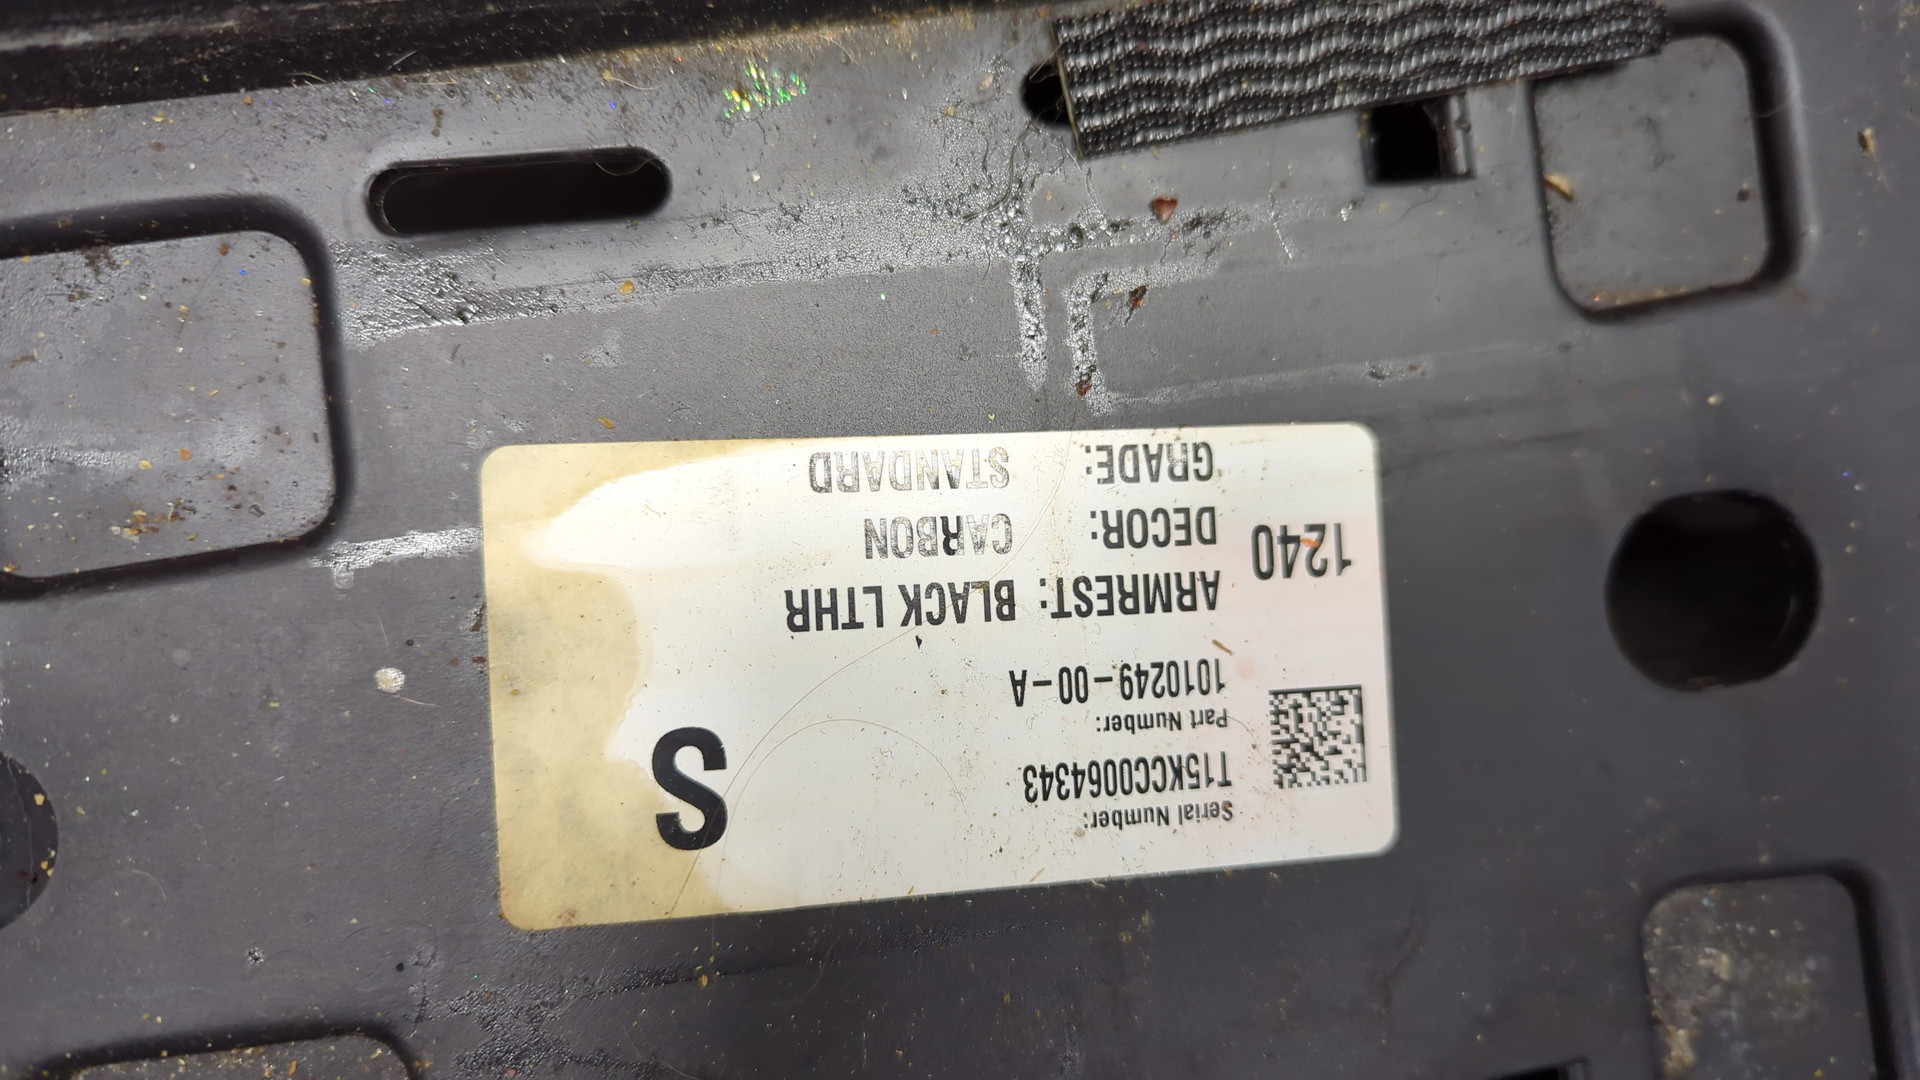 Serial Number:
T15KCC0064343
Part Number:
1010249-00-A
S
ARMREST: BLACK LTHR
1240
DECOR: CARBON
GRADE: STANDARD